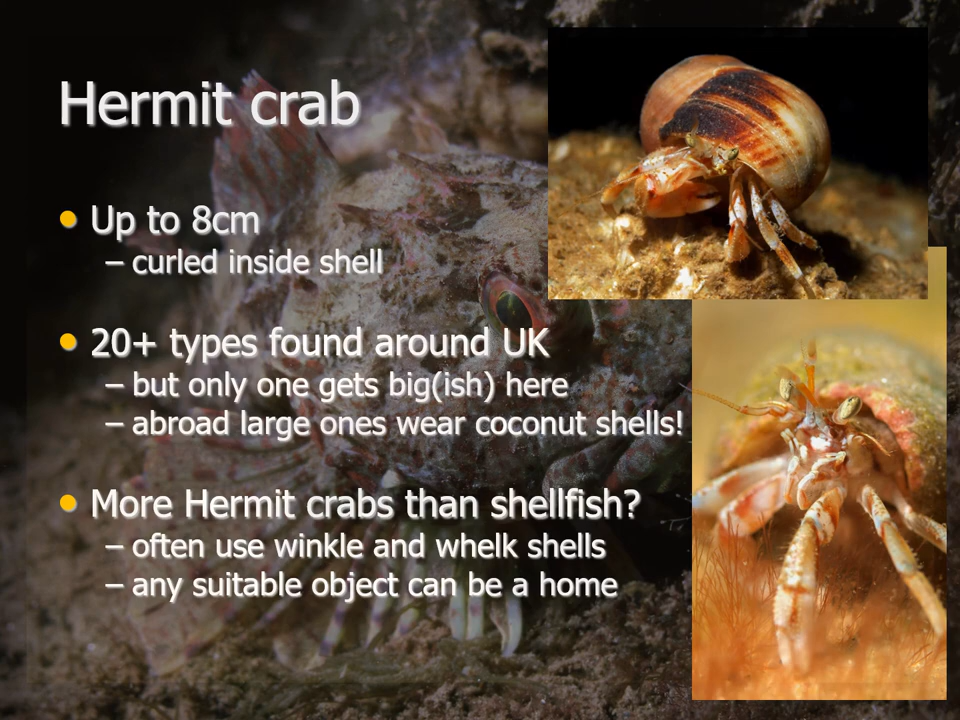 Hermit crab
• Up to 8cm
– curled inside shell
• 20+ types found around UK
– but only one gets big(ish) here
– abroad large ones wear coconut shells!
• More Hermit crabs than shellfish?
– often use winkle and whelk shells
– any suitable object can be a home